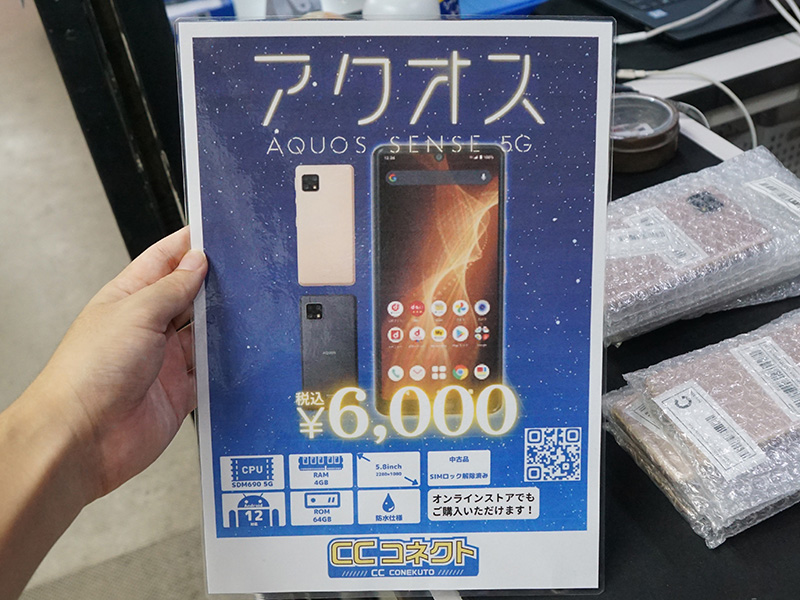 アクオス
AQUOS SENSE 5G
税込
¥6,000
CPU
SDM690 5G
RAM
4GB
5.8inch
2280×1080
中古品
SIMロック解除済み
Android
12
ROM
64GB
防水仕様
オンラインストアでも
ご購入いただけます！
CCコネクト
CC CONEKUTO